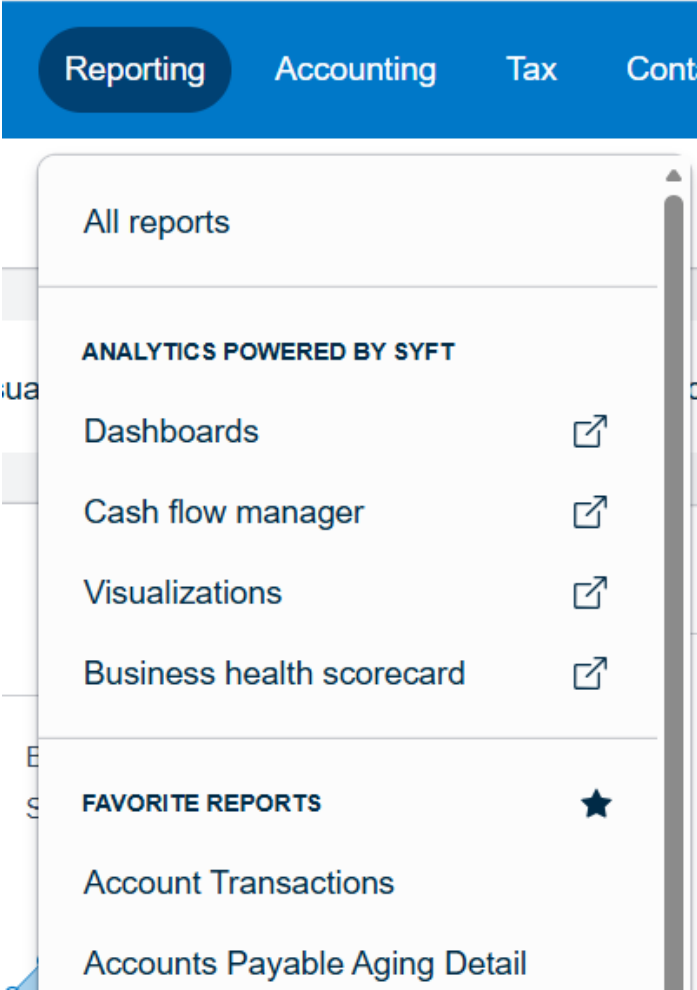 Reporting Accounting Tax Cont
All reports
ANALYTICS POWERED BY SYFT
Dashboards
Cash flow manager
Visualizations
Business health scorecard
FAVORITE REPORTS
Account Transactions
Accounts Payable Aging Detail